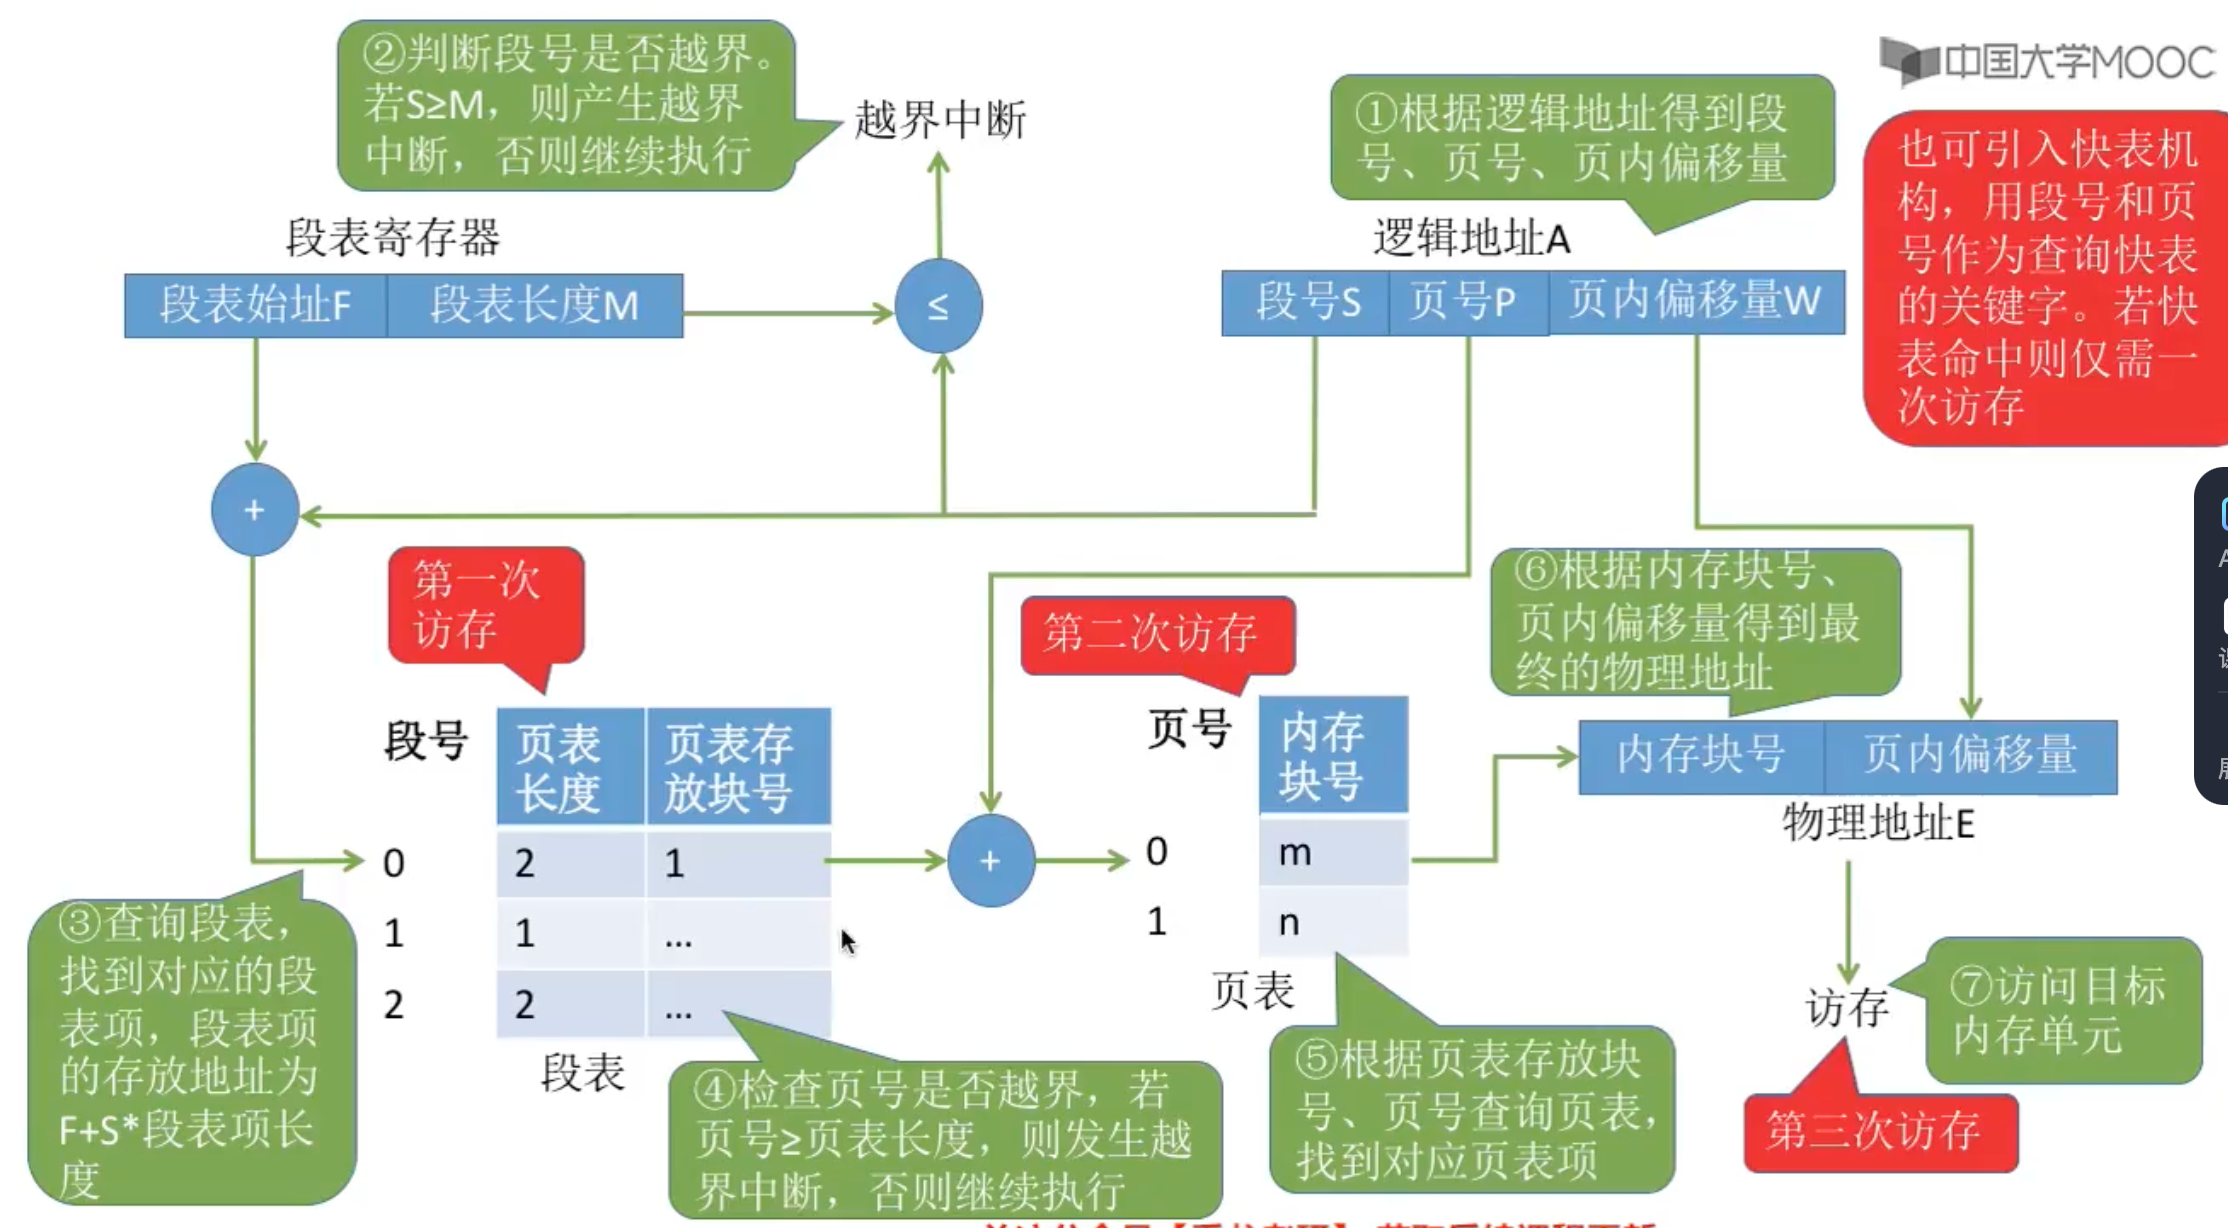 ②判断段号是否越界。
若S≥M，则产生越界
中断，否则继续执行
越界中断
①根据逻辑地址得到段
号、页号、页内偏移量
中国大学MOOC
也可引入快表机
构，用段号和页
号作为查询快表
的关键字。若快
表命中则仅需一
次访存
段表寄存器
段表始址F 段表长度M
≤
逻辑地址A
段号S 页号P 页内偏移量W
+
第一次
访存
第二次访存
⑥根据内存块号、
页内偏移量得到最
终的物理地址
段号 页表长度 页表存放块号
0 2 1
1 1 ...
2 2 ...
段表
+
页号 内存块号
0 m
1 n
页表
内存块号 页内偏移量
物理地址E
③查询段表，
找到对应的段
表项，段表项
的存放地址为
F+S*段表项长
度
④检查页号是否越界，若
页号≥页表长度，则发生越
界中断，否则继续执行
⑤根据页表存放块
号、页号查询页表，
找到对应页表项
访存
⑦访问目标
内存单元
第三次访存